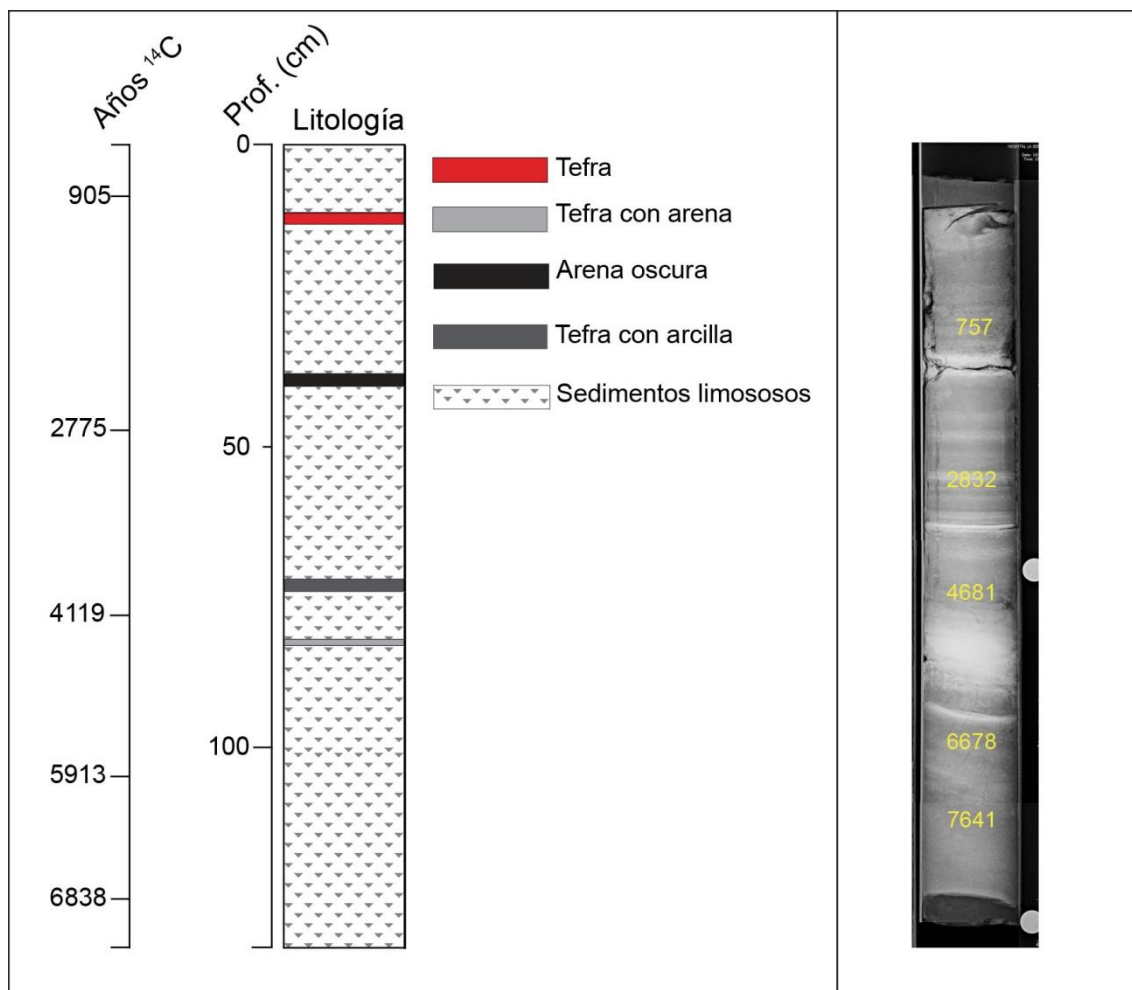 Años ¹⁴C
Prof. (cm)
Litología
0
50
100
905
2775
4119
5913
6838
Tefra
Tefra con arena
Arena oscura
Tefra con arcilla
Sedimentos limososos
757
2832
4681
6678
7641